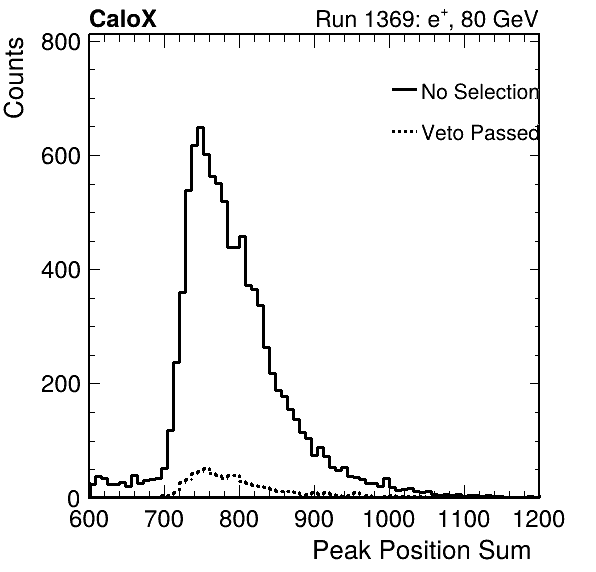 CaloX Run 1369: e+, 80 GeV
Counts
800
600
400
200
0
No Selection
Veto Passed
600 700 800 900 1000 1100 1200
Peak Position Sum